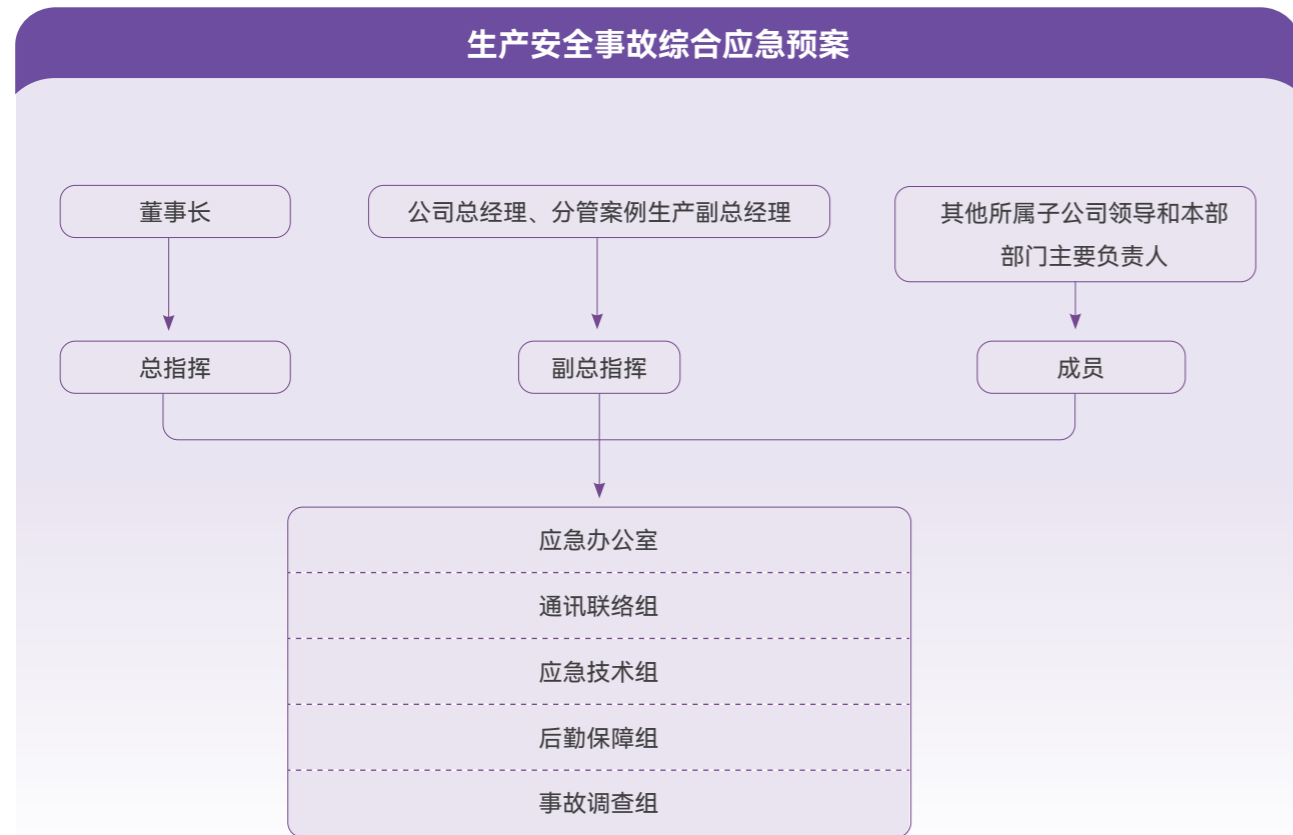 生产安全事故综合应急预案
董事长
公司总经理、分管案例生产副总经理
其他所属子公司领导和本部
部门主要负责人
总指挥
副总指挥
成员
应急办公室
通讯联络组
应急技术组
后勤保障组
事故调查组